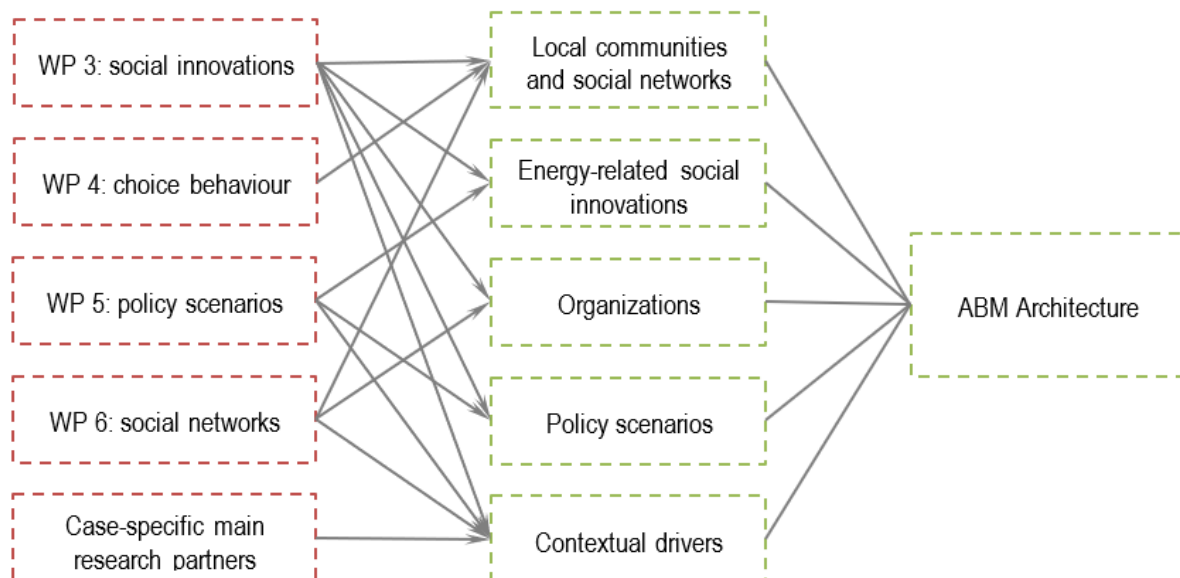 WP 3: social innovations
WP 4: choice behaviour
WP 5: policy scenarios
WP 6: social networks
Case-specific main
research partners
Local communities
and social networks
Energy-related social
innovations
Organizations
Policy scenarios
Contextual drivers
ABM Architecture